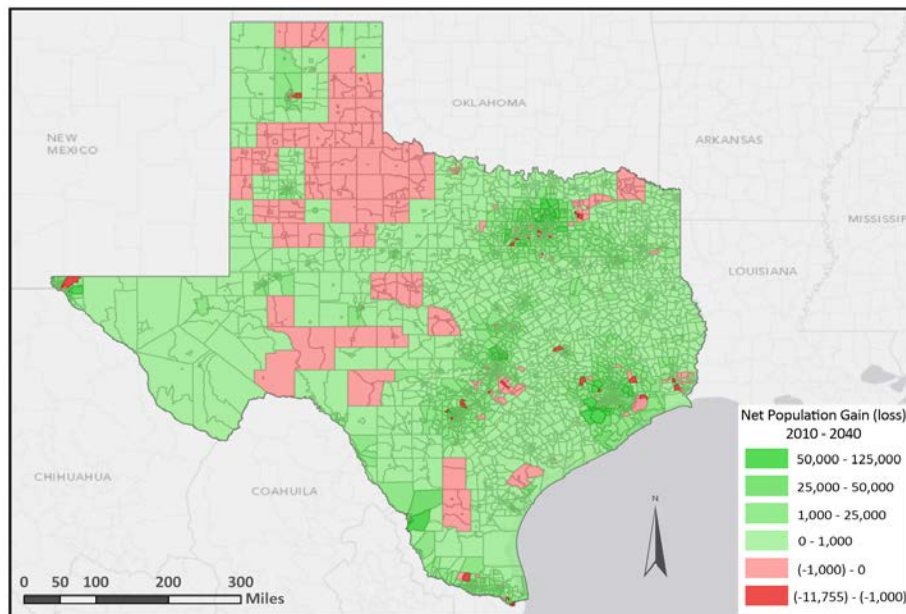 OKLAHOMA
NEW
MEXICO
ARKANSAS
MISSISSIP
LOUISIANA
CHIHUAHUA
COAHUILA
N
Net Population Gain (loss)
2010 - 2040
50,000 - 125,000
25,000 - 50,000
1,000 - 25,000
0 - 1,000
(-1,000) - 0
(-11,755) - (-1,000)
0 50 100 200 300
Miles